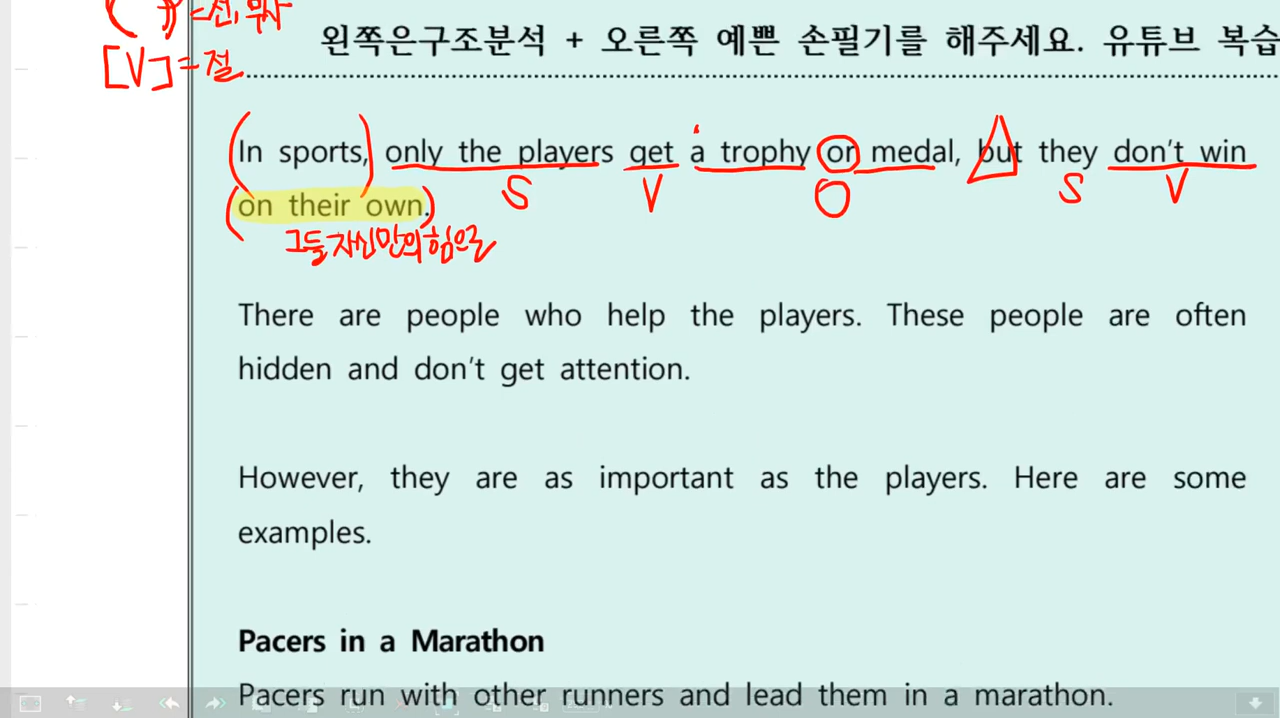 ( )=전, 부사
[V]=절
왼쪽은구조분석 + 오른쪽 예쁜 손필기를 해주세요. 유튜브 복습
In sports, only the players get a trophy or medal, but they don't win
S V O S V
on their own.
그들 자신만의 힘으로
There are people who help the players. These people are often
hidden and don't get attention.
However, they are as important as the players. Here are some
examples.
Pacers in a Marathon
Pacers run with other runners and lead them in a marathon.